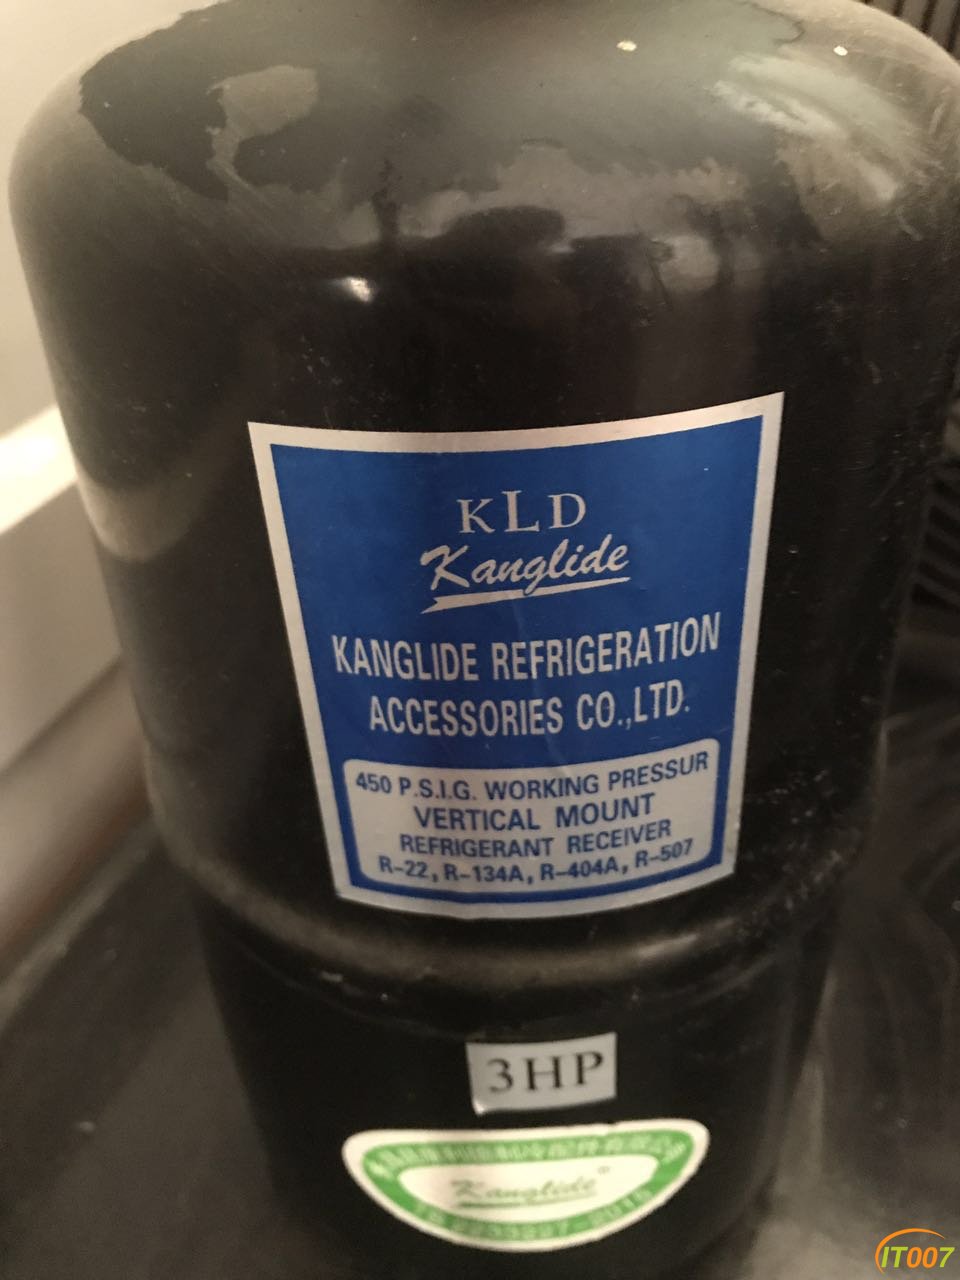 KLD
Kanglide
KANGLIDE REFRIGERATION
ACCESSORIES CO.,LTD.
450 P.S.I.G. WORKING PRESSUR
VERTICAL MOUNT
REFRIGERANT RECEIVER
R-22, R-134A, R-404A, R-507
3HP
Kanglide®
IT007